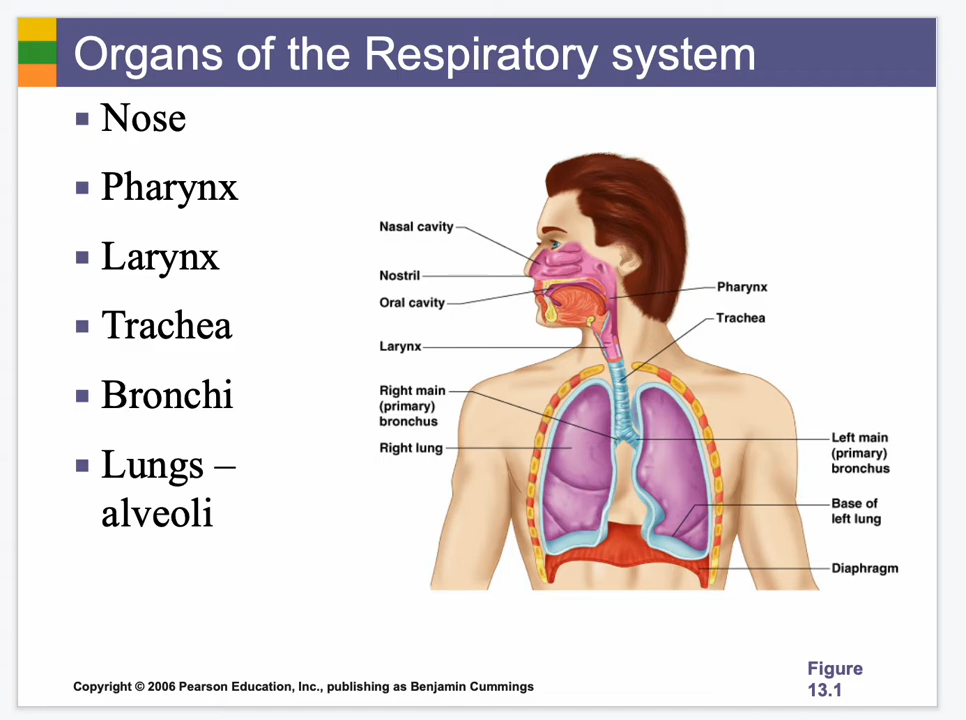 Organs of the Respiratory system
Nose
Pharynx
Larynx
Trachea
Bronchi
Lungs –
alveoli
Nasal cavity
Nostril
Oral cavity
Larynx
Right main
(primary)
bronchus
Right lung
Pharynx
Trachea
Left main
(primary)
bronchus
Base of
left lung
Diaphragm
Figure
13.1
Copyright © 2006 Pearson Education, Inc., publishing as Benjamin Cummings